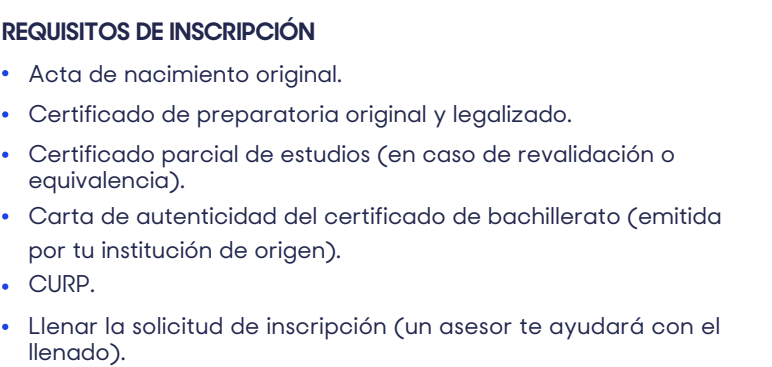 REQUISITOS DE INSCRIPCIÓN
• Acta de nacimiento original.
• Certificado de preparatoria original y legalizado.
• Certificado parcial de estudios (en caso de revalidación o
equivalencia).
• Carta de autenticidad del certificado de bachillerato (emitida
por tu institución de origen).
• CURP.
• Llenar la solicitud de inscripción (un asesor te ayudará con el
llenado).